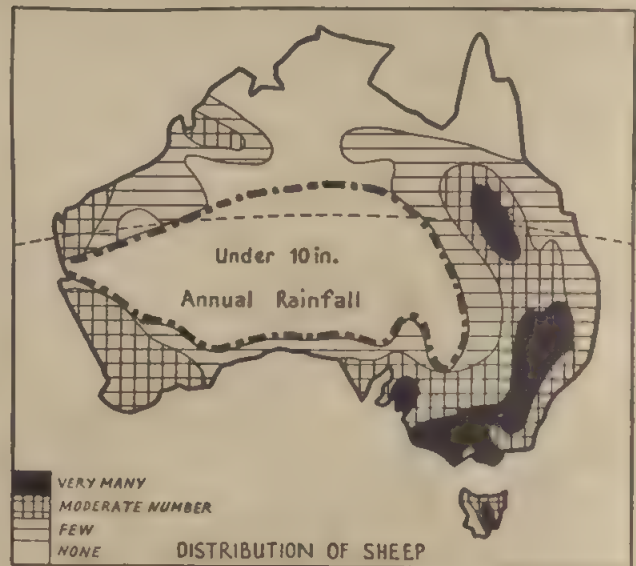 Under 10 in.
Annual Rainfall
VERY MANY
MODERATE NUMBER
FEW
NONE
DISTRIBUTION OF SHEEP